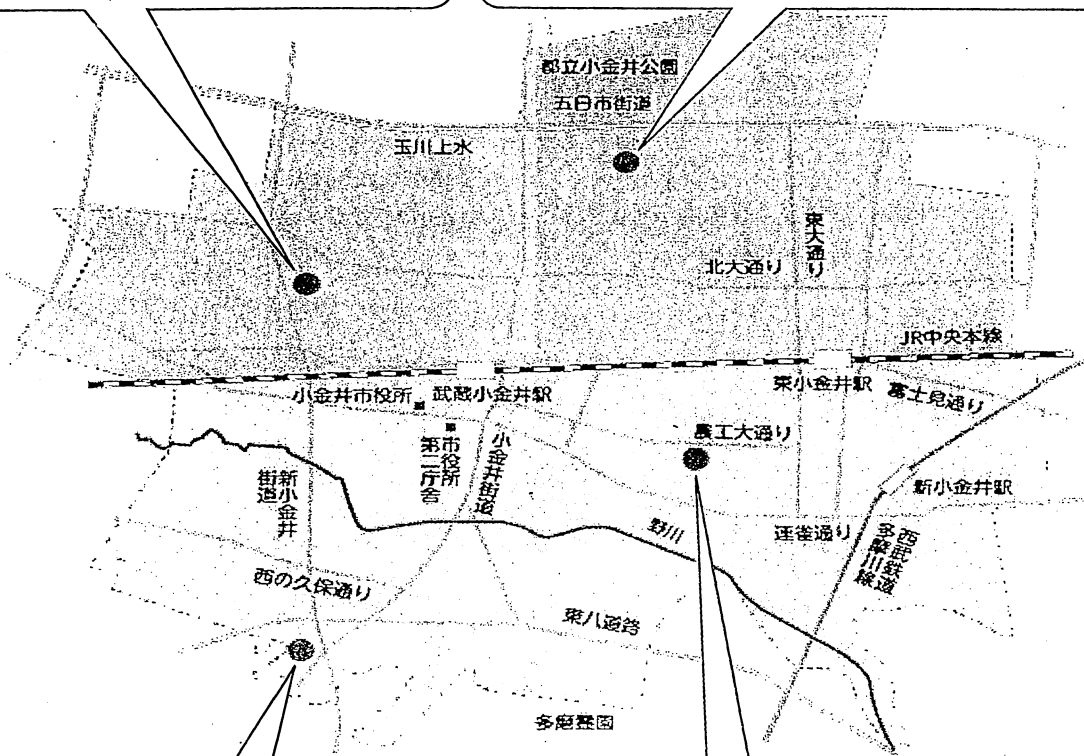 都立小金井公園
五日市街道
玉川上水
東大通り
北大通り
JR中央本線
小金井市役所
武蔵小金井駅
東小金井駅
富士見通り
農工大通り
市役所
第二庁舎
小金井街道
新小金井
街道
新小金井駅
野川
連雀通り
西武鉄道
多摩川線
西の久保通り
東八道路
多磨霊園